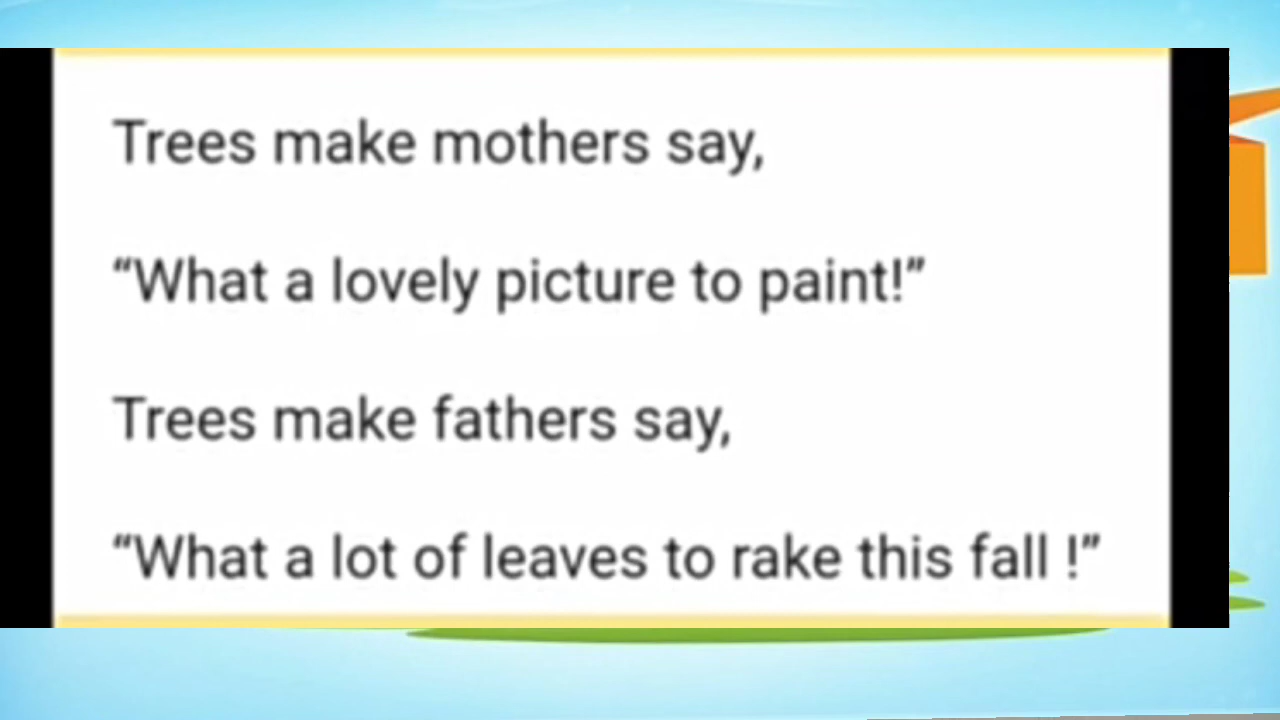 Trees make mothers say,
“What a lovely picture to paint!”
Trees make fathers say,
“What a lot of leaves to rake this fall !”